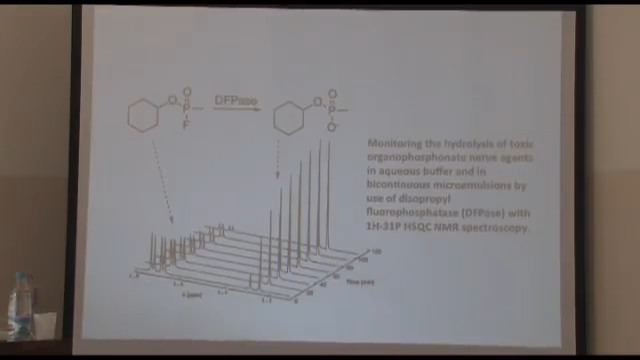 O
O
P
F
DFPase
O
O
P
O
Monitoring the hydrolysis of toxic
organophosphonate nerve agents
in aqueous buffer and in
bicontinuous microemulsions by
use of diisopropyl
fluorophosphatase (DFPase) with
1H-31P HSQC NMR spectroscopy.
Time (min)